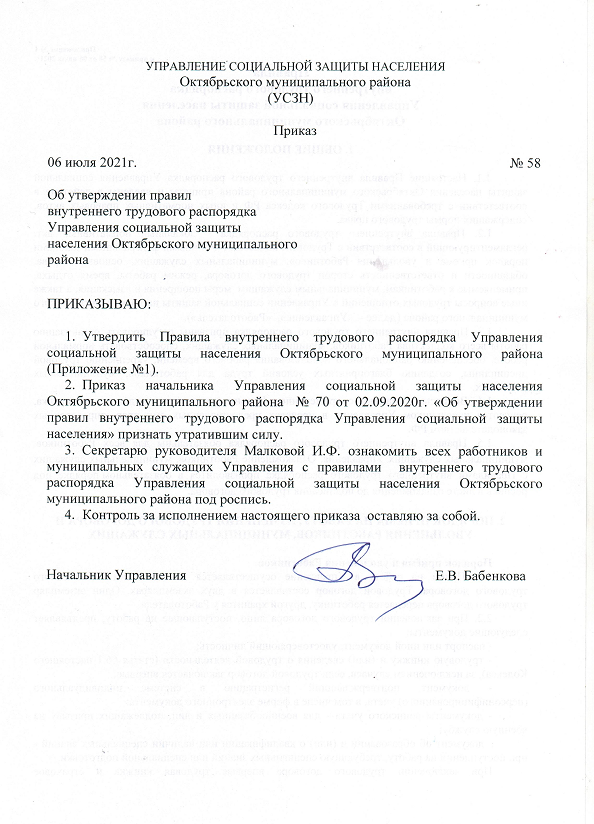 УПРАВЛЕНИЕ СОЦИАЛЬНОЙ ЗАЩИТЫ НАСЕЛЕНИЯ
Октябрьского муниципального района
(УСЗН)
Приказ
06 июля 2021г. № 58
Об утверждении правил
внутреннего трудового распорядка
Управления социальной защиты
населения Октябрьского муниципального
района
ПРИКАЗЫВАЮ:
1. Утвердить Правила внутреннего трудового распорядка Управления
социальной защиты населения Октябрьского муниципального района
(Приложение №1).
2. Приказ начальника Управления социальной защиты населения
Октябрьского муниципального района № 70 от 02.09.2020г. «Об утверждении
правил внутреннего трудового распорядка Управления социальной защиты
населения» признать утратившим силу.
3. Секретарю руководителя Малковой И.Ф. ознакомить всех работников и
муниципальных служащих Управления с правилами внутреннего трудового
распорядка Управления социальной защиты населения Октябрьского
муниципального района под роспись.
4. Контроль за исполнением настоящего приказа оставляю за собой.
Начальник Управления Е.В. Бабенкова